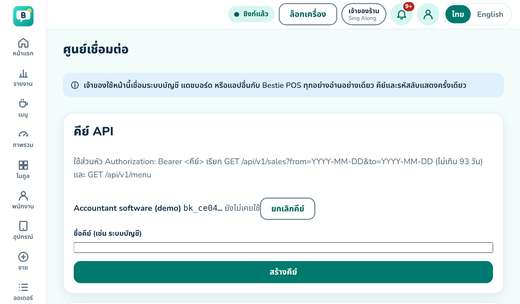 B
ซิงก์แล้ว
ล็อกเครื่อง
เจ้าของร้าน
Sing Along
9+
ไทย
English
หน้าแรก
รายงาน
เมนู
ภาพรวม
โมดูล
พนักงาน
อุปกรณ์
ขาย
ออเดอร์
ศูนย์เชื่อมต่อ
เจ้าของใช้หน้านี้เชื่อมระบบบัญชี แดชบอร์ด หรือแอปอื่นกับ Bestie POS ทุกอย่างอ่านอย่างเดียว คีย์และรหัสลับแสดงครั้งเดียว
คีย์ API
ใส่ส่วนหัว Authorization: Bearer <คีย์> เรียก GET /api/v1/sales?from=YYYY-MM-DD&to=YYYY-MM-DD (ไม่เกิน 93 วัน)
และ GET /api/v1/menu
Accountant software (demo) bk_ce04… ยังไม่เคยใช้ ยกเลิกคีย์
ชื่อคีย์ (เช่น ระบบบัญชี)
สร้างคีย์